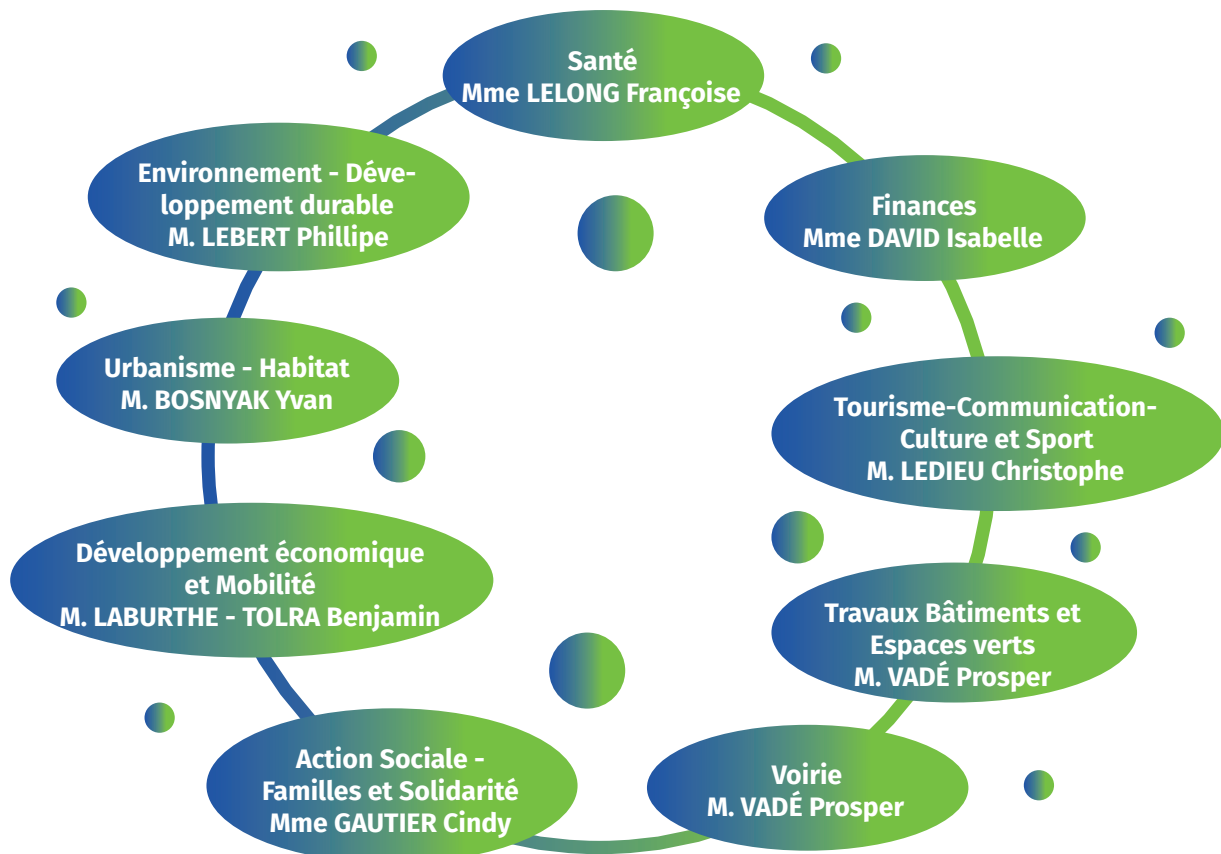 Santé
Mme LELONG Françoise
Environnement - Déve-
loppement durable
M. LEBERT Phillipe
Finances
Mme DAVID Isabelle
Urbanisme - Habitat
M. BOSNYAK Yvan
Tourisme-Communication-
Culture et Sport
M. LEDIEU Christophe
Développement économique
et Mobilité
M. LABURTHE - TOLRA Benjamin
Travaux Bâtiments et
Espaces verts
M. VADÉ Prosper
Action Sociale -
Familles et Solidarité
Mme GAUTIER Cindy
Voirie
M. VADÉ Prosper